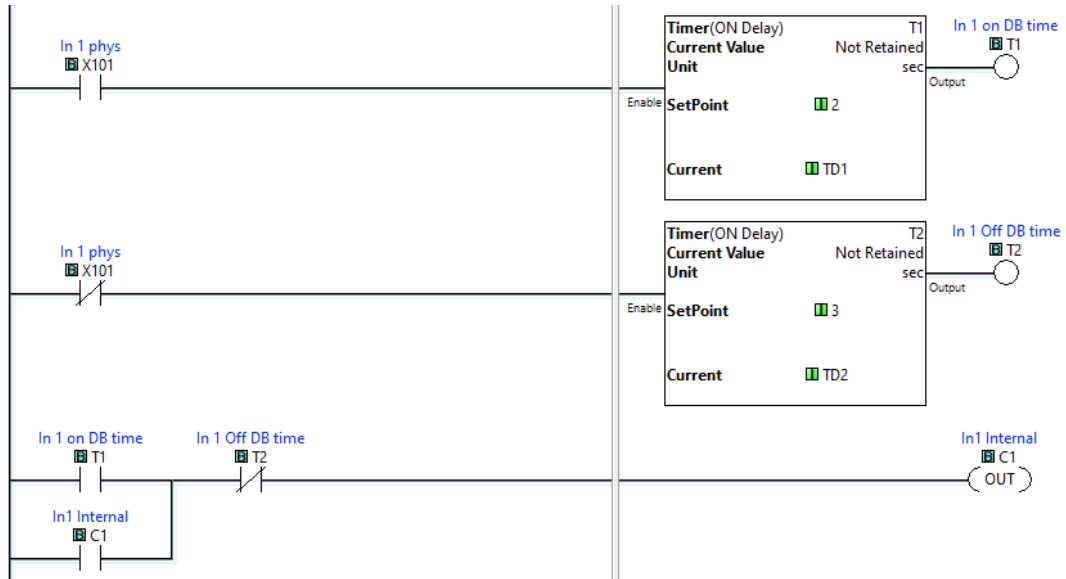 In 1 phys
B X101
Timer(ON Delay) T1
Current Value Not Retained
Unit sec
Enable SetPoint 2
Current TD1
In 1 on DB time
B T1
Output
In 1 phys
B X101
Timer(ON Delay) T2
Current Value Not Retained
Unit sec
Enable SetPoint 3
Current TD2
In 1 Off DB time
B T2
Output
In 1 on DB time
B T1
In 1 Off DB time
B T2
In1 Internal
B C1
OUT
In1 Internal
B C1